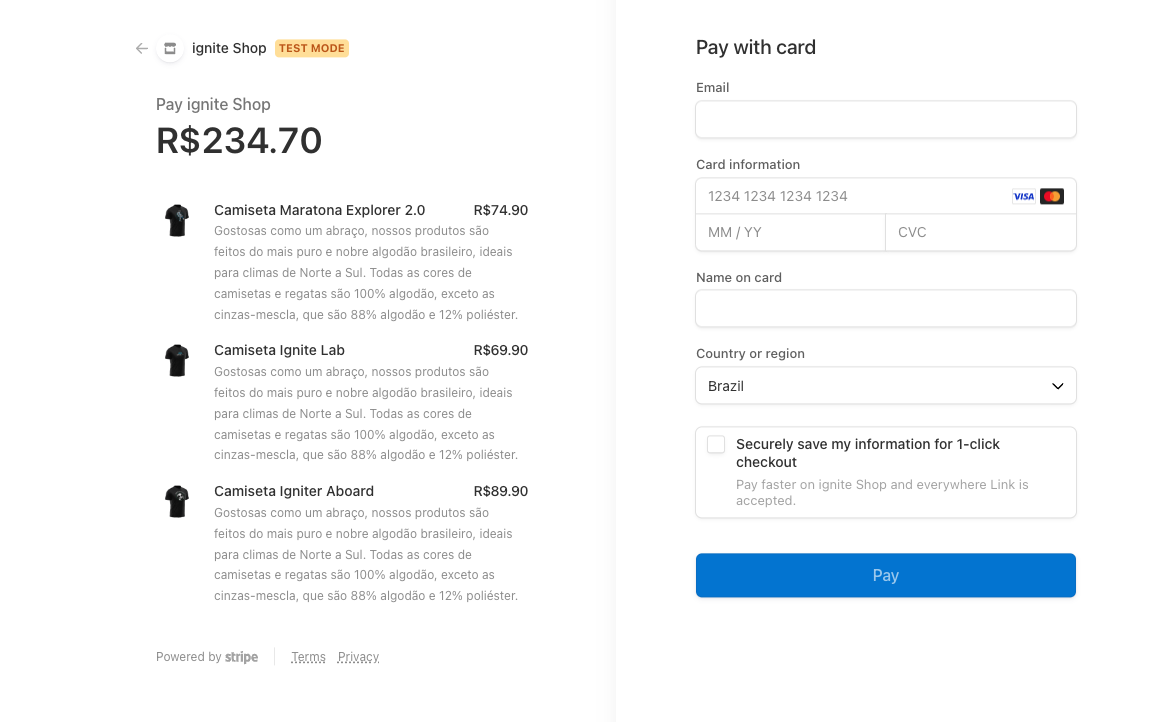 ignite Shop TEST MODE
Pay ignite Shop
R$234.70
Camiseta Maratona Explorer 2.0 R$74.90
Gostosas como um abraço, nossos produtos são
feitos do mais puro e nobre algodão brasileiro, ideais
para climas de Norte a Sul. Todas as cores de
camisetas e regatas são 100% algodão, exceto as
cinzas-mescla, que são 88% algodão e 12% poliéster.
Camiseta Ignite Lab R$69.90
Gostosas como um abraço, nossos produtos são
feitos do mais puro e nobre algodão brasileiro, ideais
para climas de Norte a Sul. Todas as cores de
camisetas e regatas são 100% algodão, exceto as
cinzas-mescla, que são 88% algodão e 12% poliéster.
Camiseta Igniter Aboard R$89.90
Gostosas como um abraço, nossos produtos são
feitos do mais puro e nobre algodão brasileiro, ideais
para climas de Norte a Sul. Todas as cores de
camisetas e regatas são 100% algodão, exceto as
cinzas-mescla, que são 88% algodão e 12% poliéster.
Powered by stripe Terms Privacy
Pay with card
Email
Card information
1234 1234 1234 1234 VISA
MM / YY CVC
Name on card
Country or region
Brazil
Securely save my information for 1-click
checkout
Pay faster on ignite Shop and everywhere Link is
accepted.
Pay